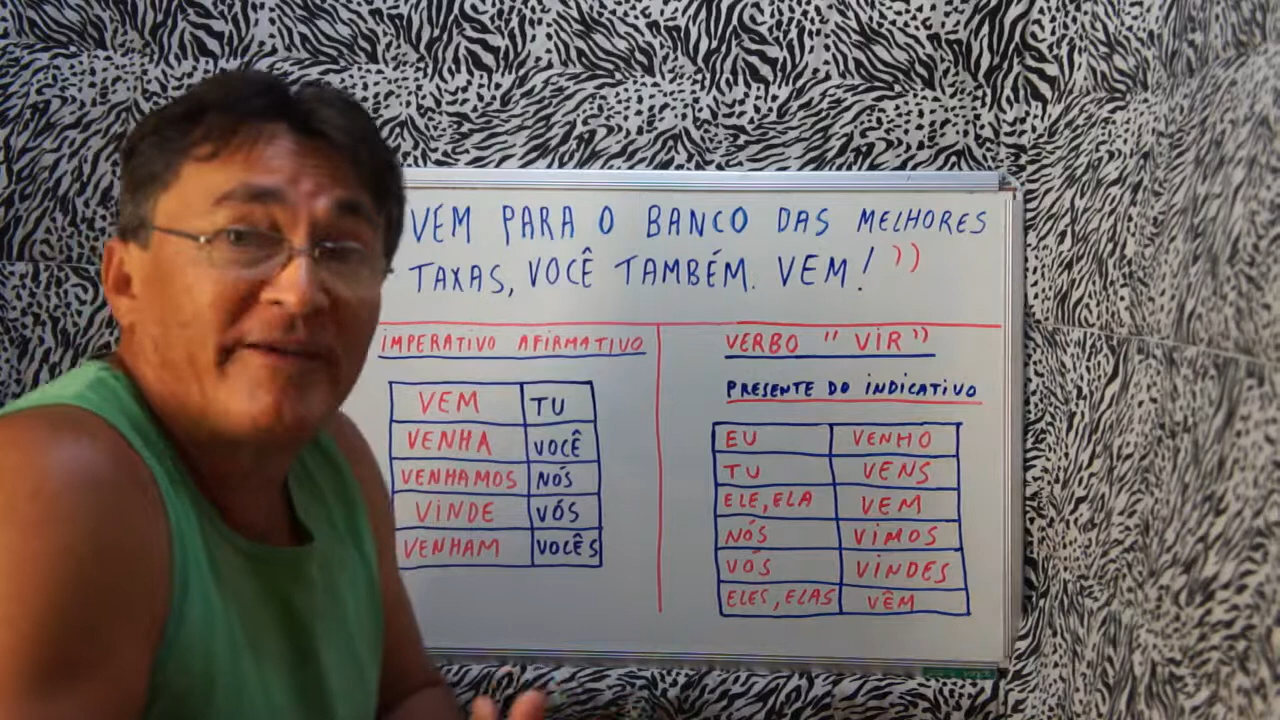 VEM PARA O BANCO DAS MELHORES
TAXAS, VOCÊ TAMBÉM. VEM! ))
IMPERATIVO AFIRMATIVO
VEM TU
VENHA VOCÊ
VENHAMOS NÓS
VINDE VÓS
VENHAM VOCÊS
VERBO "VIR"
PRESENTE DO INDICATIVO
EU VENHO
TU VENS
ELE, ELA VEM
NÓS VIMOS
VÓS VINDES
ELES, ELAS VÊM